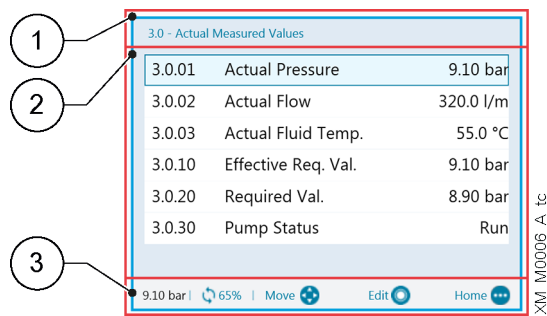 1
3.0 - Actual Measured Values
2
3.0.01 Actual Pressure 9.10 bar
3.0.02 Actual Flow 320.0 l/m
3.0.03 Actual Fluid Temp. 55.0 °C
3.0.10 Effective Req. Val. 9.10 bar
3.0.20 Required Val. 8.90 bar
3.0.30 Pump Status Run
3
9.10 bar | 65% | Move Edit Home
XM_M0006_A_tc